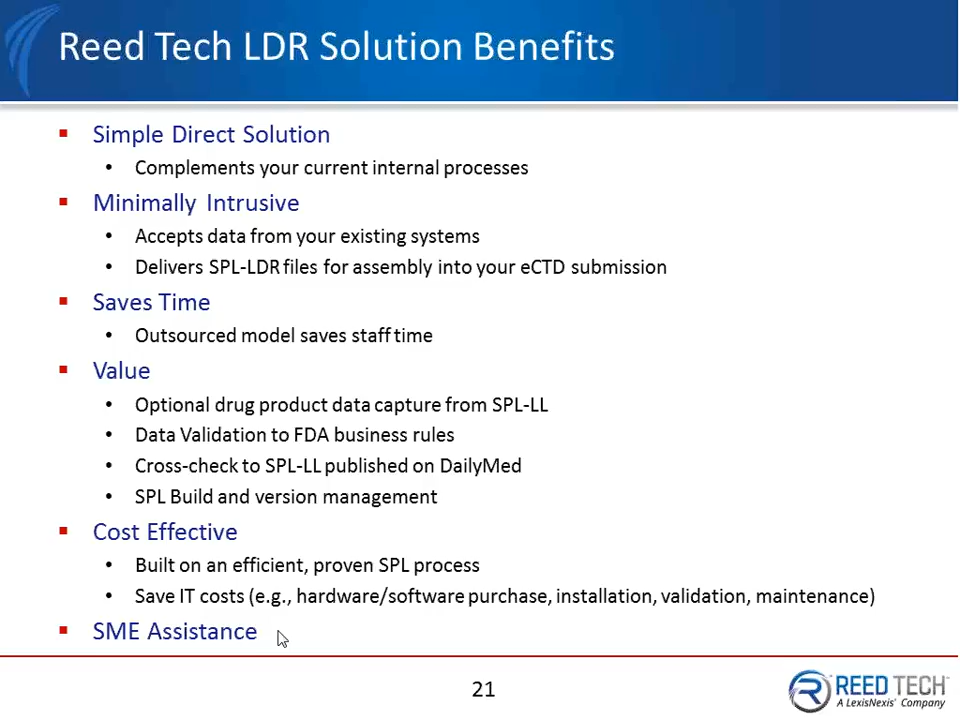 Reed Tech LDR Solution Benefits
Simple Direct Solution
Complements your current internal processes
Minimally Intrusive
Accepts data from your existing systems
Delivers SPL-LDR files for assembly into your eCTD submission
Saves Time
Outsourced model saves staff time
Value
Optional drug product data capture from SPL-LL
Data Validation to FDA business rules
Cross-check to SPL-LL published on DailyMed
SPL Build and version management
Cost Effective
Built on an efficient, proven SPL process
Save IT costs (e.g., hardware/software purchase, installation, validation, maintenance)
SME Assistance
21
REED TECH™
A LexisNexis® Company